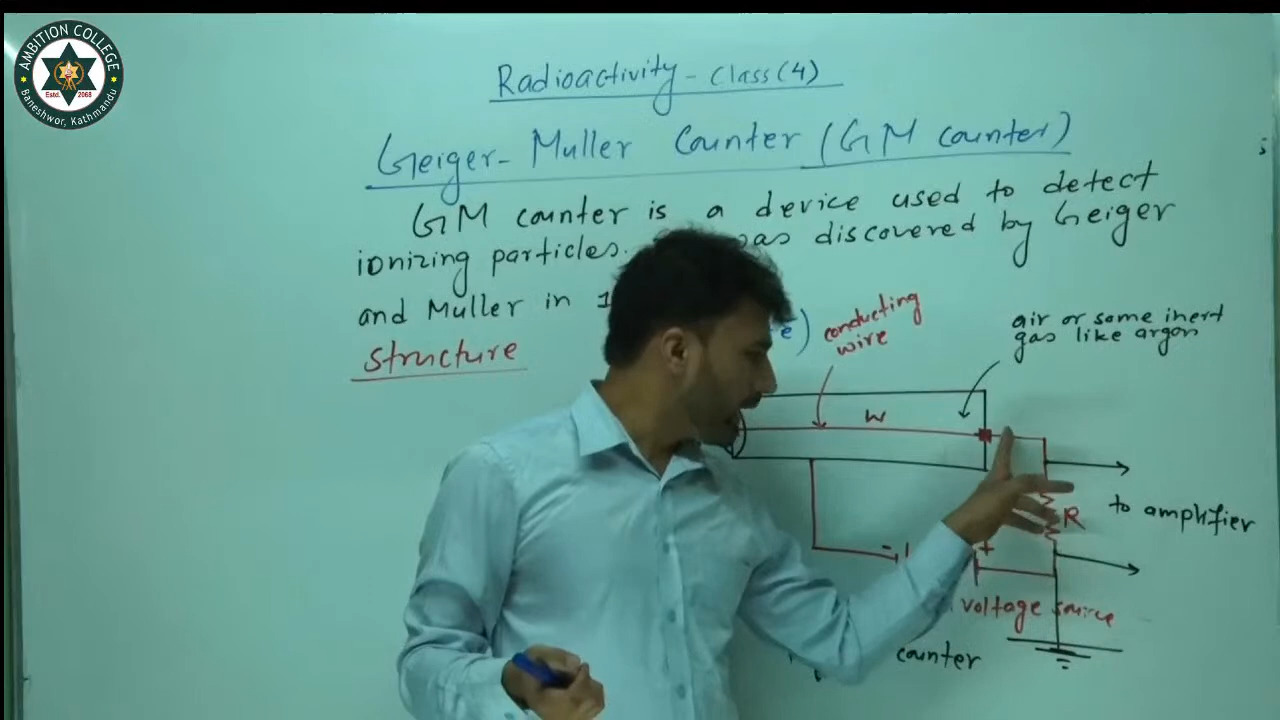 AMBITION COLLEGE
Estd. 2068
Baneshwor, Kathmandu
Radioactivity - Class (4)
Geiger-Muller Counter (GM counter)
GM counter is a device used to detect
ionizing particles. was discovered by Geiger
and Muller in 1
structure
conducting
wire
air or some inert
gas like argon
W
R
to amplifier
- +
voltage source
counter